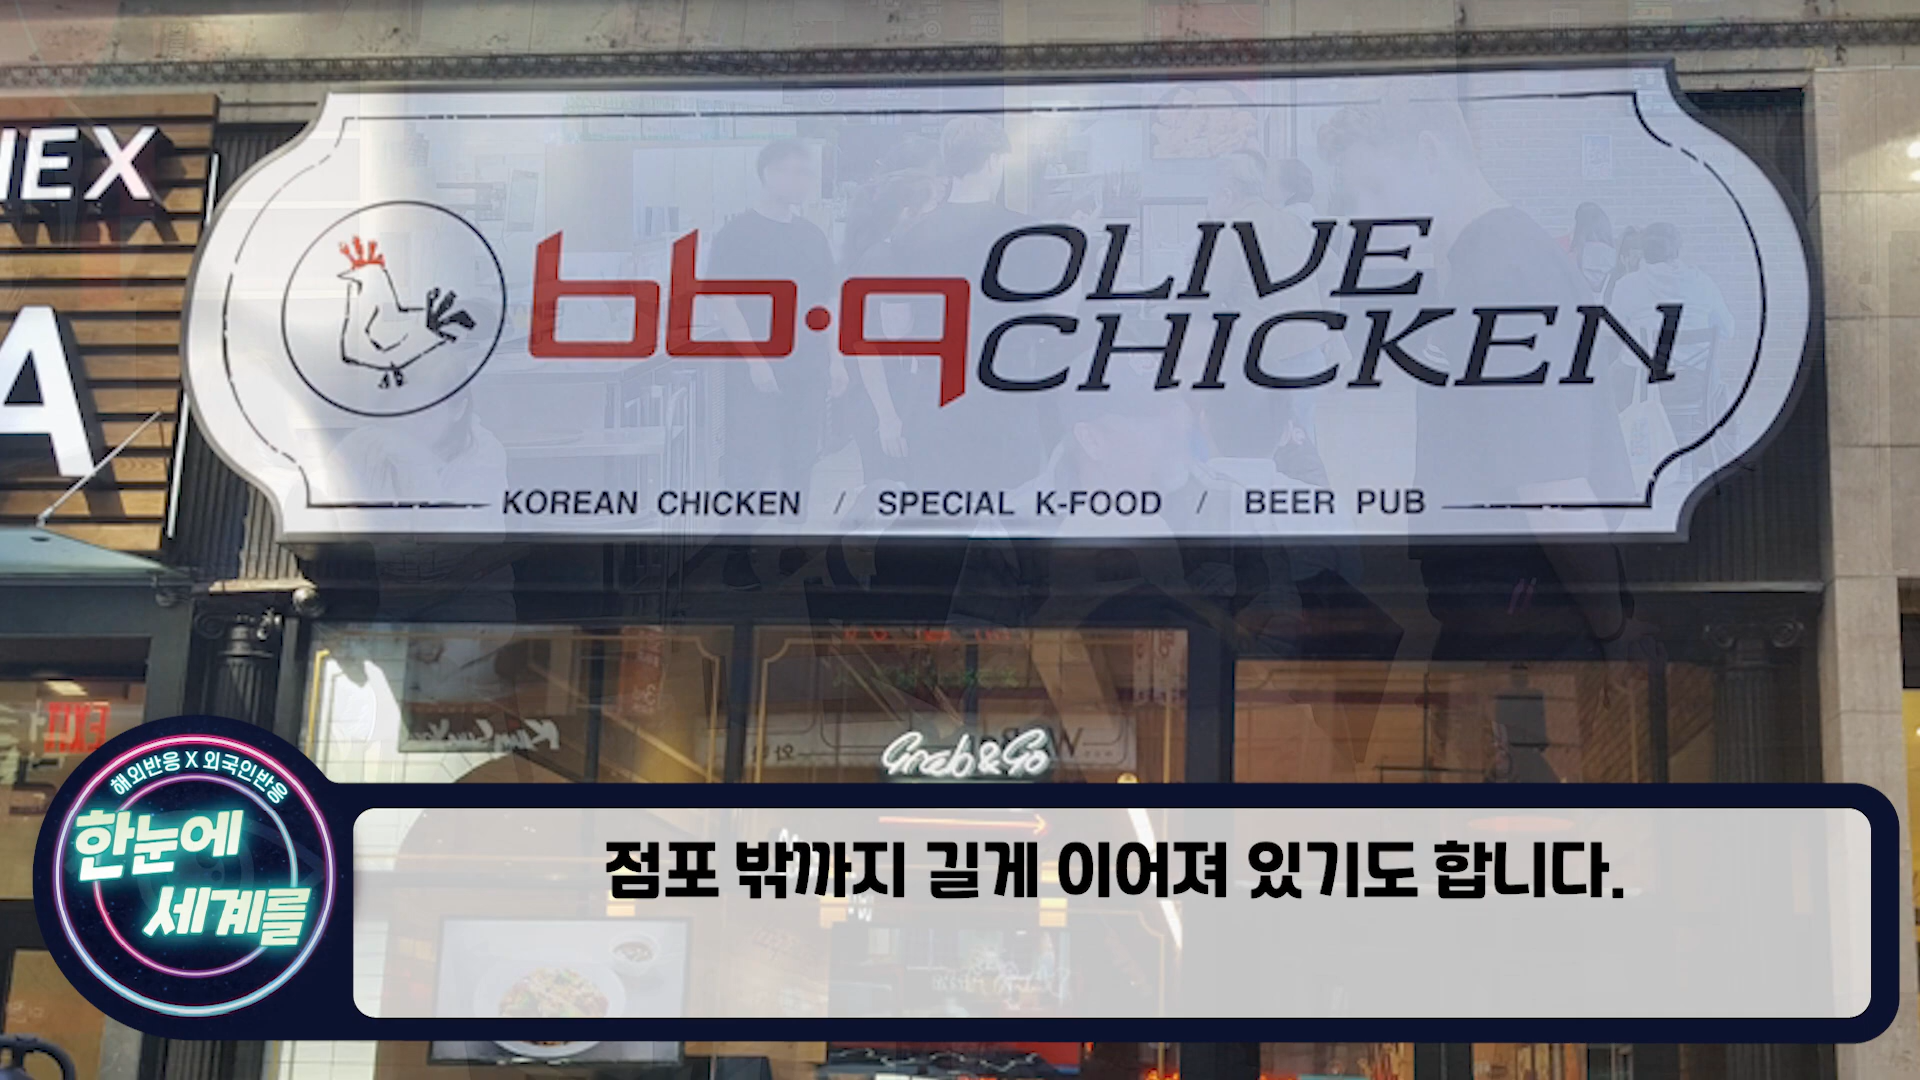 NEX
A
bb.q OLIVE
CHICKEN
KOREAN CHICKEN / SPECIAL K-FOOD / BEER PUB
EXIT
Grab&Go
해외반응 X 외국인반응
한눈에
세계를
점포 밖까지 길게 이어져 있기도 합니다.